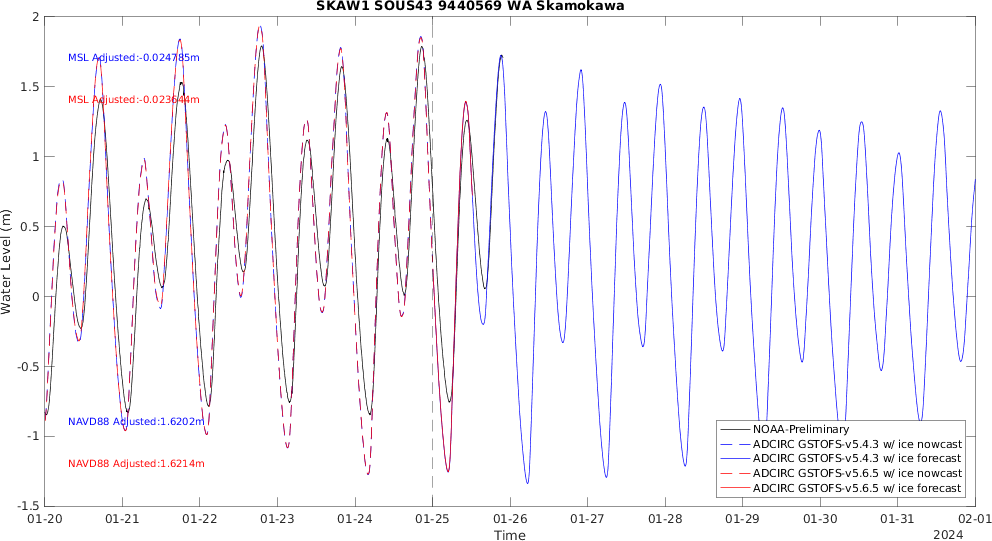 SKAW1 SOUS43 9440569 WA Skamokawa
Water Level (m)
2
1.5
1
0.5
0
-0.5
-1
-1.5
MSL Adjusted:-0.024785m
MSL Adjusted:-0.023644m
NAVD88 Adjusted:1.6202m
NAVD88 Adjusted:1.6214m
NOAA-Preliminary
ADCIRC GSTOFS-v5.4.3 w/ ice nowcast
ADCIRC GSTOFS-v5.4.3 w/ ice forecast
ADCIRC GSTOFS-v5.6.5 w/ ice nowcast
ADCIRC GSTOFS-v5.6.5 w/ ice forecast
01-20 01-21 01-22 01-23 01-24 01-25 01-26 01-27 01-28 01-29 01-30 01-31 02-01
Time
2024